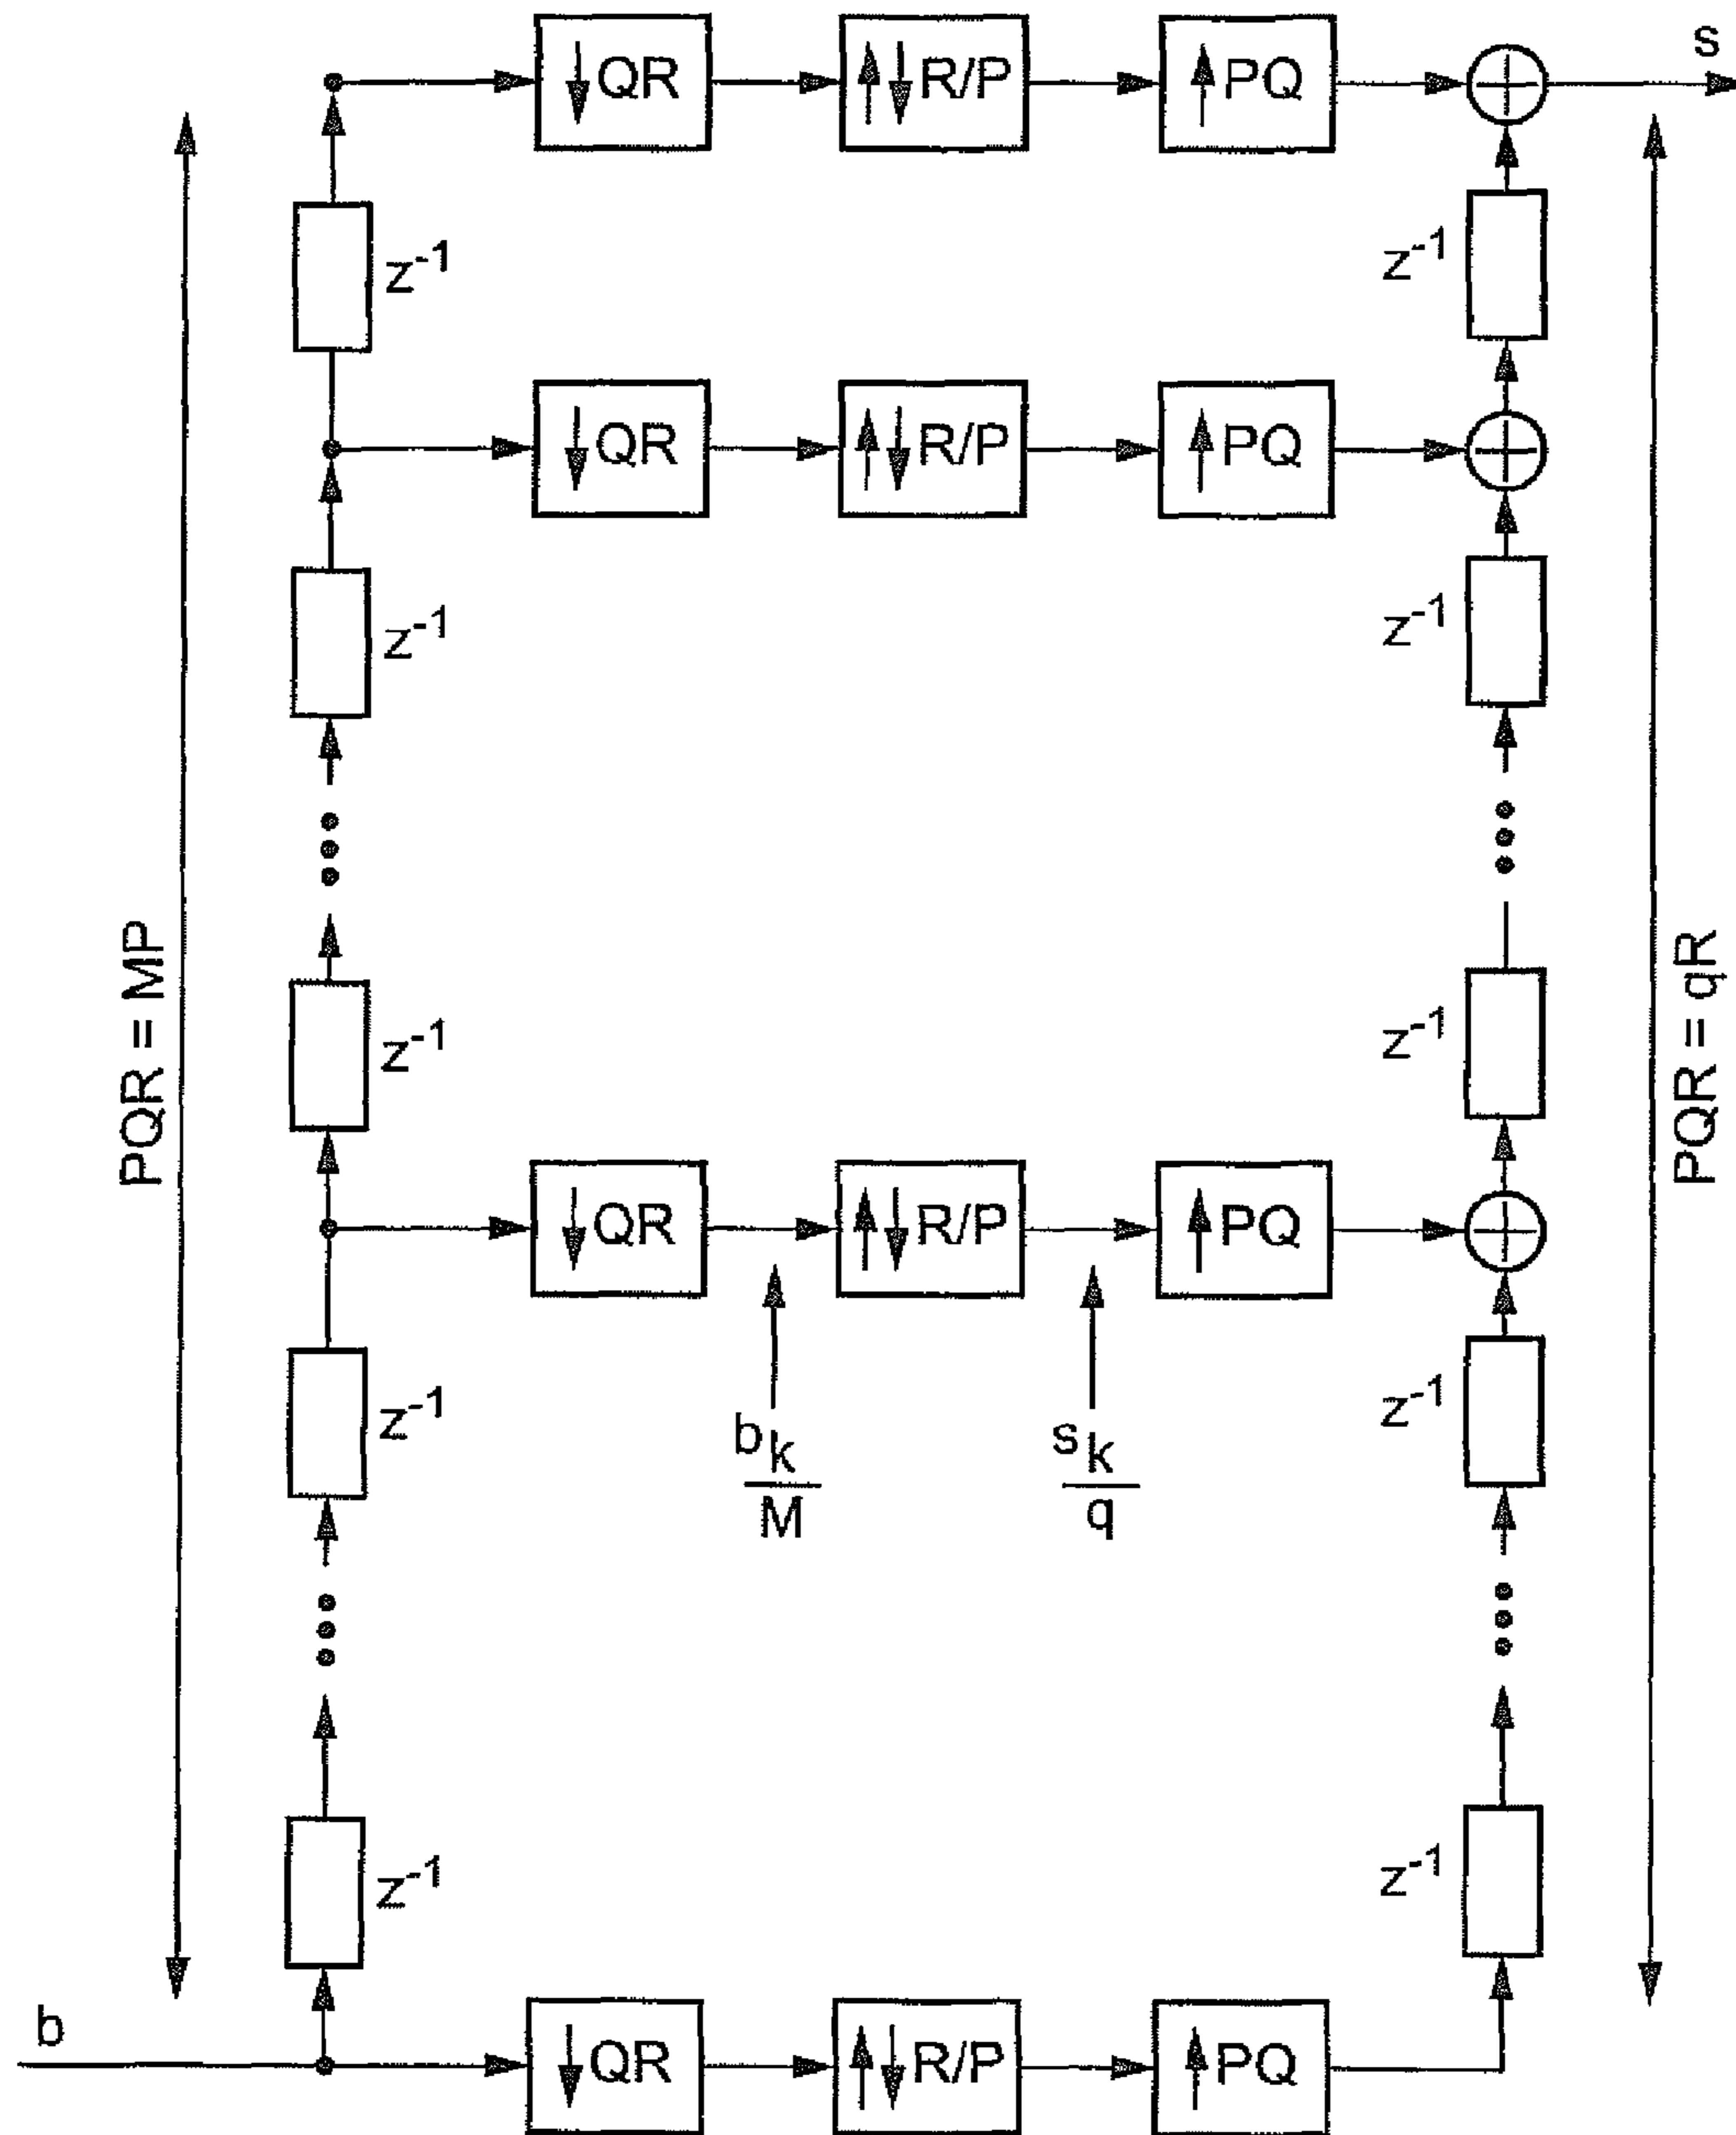 s
↓QR ↑↓R/P ↑PQ
z⁻¹ z⁻¹
↓QR ↑↓R/P ↑PQ
z⁻¹ z⁻¹
PQR = MP
PQR = qR
z⁻¹ z⁻¹
↓QR ↑↓R/P ↑PQ
z⁻¹ z⁻¹
b k/M s k/q
z⁻¹ z⁻¹
b
↓QR ↑↓R/P ↑PQ